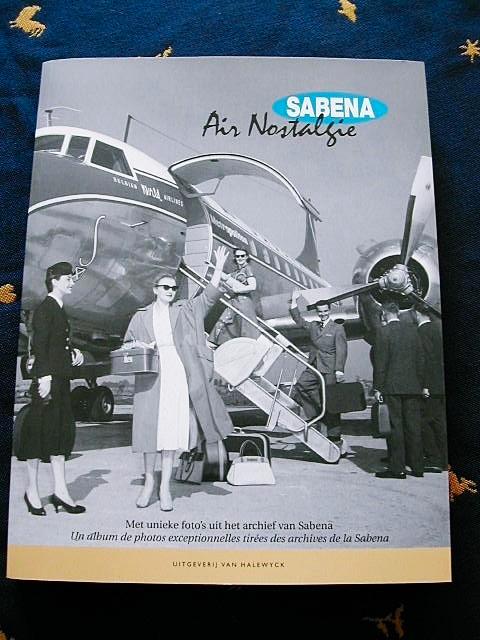 SABENA
Air Nostalgie
BELGIAN World AIRLINES
Metropolitan
Met unieke foto's uit het archief van Sabena
Un album de photos exceptionnelles tirées des archives de la Sabena
UITGEVERIJ VAN HALEWYCK